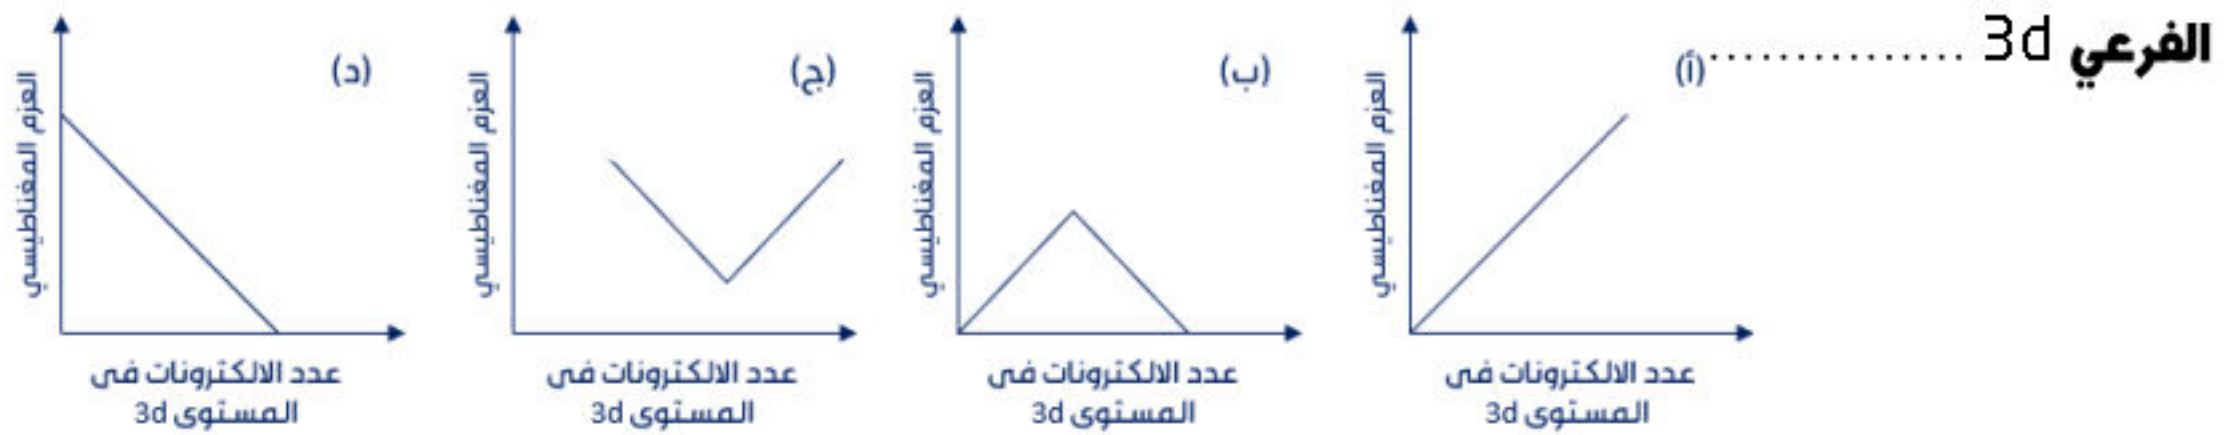 الفرعي 3d ...............
(أ)
العزم المغناطيسي
عدد الالكترونات فى
المستوى 3d
(ب)
العزم المغناطيسي
عدد الالكترونات فى
المستوى 3d
(ج)
العزم المغناطيسي
عدد الالكترونات فى
المستوى 3d
(د)
العزم المغناطيسي
عدد الالكترونات فى
المستوى 3d